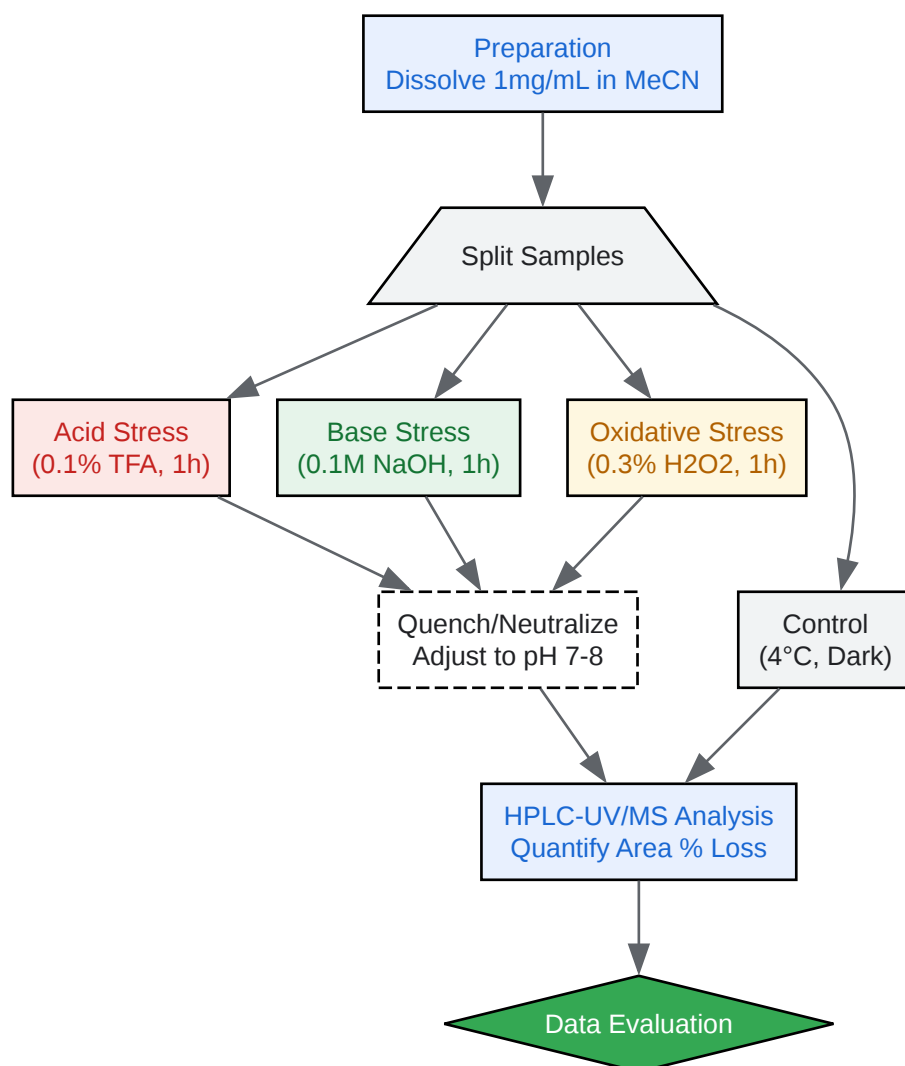 Preparation
Dissolve 1mg/mL in MeCN
Split Samples
Acid Stress
(0.1% TFA, 1h)
Base Stress
(0.1M NaOH, 1h)
Oxidative Stress
(0.3% H2O2, 1h)
Quench/Neutralize
Adjust to pH 7-8
Control
(4°C, Dark)
HPLC-UV/MS Analysis
Quantify Area % Loss
Data Evaluation